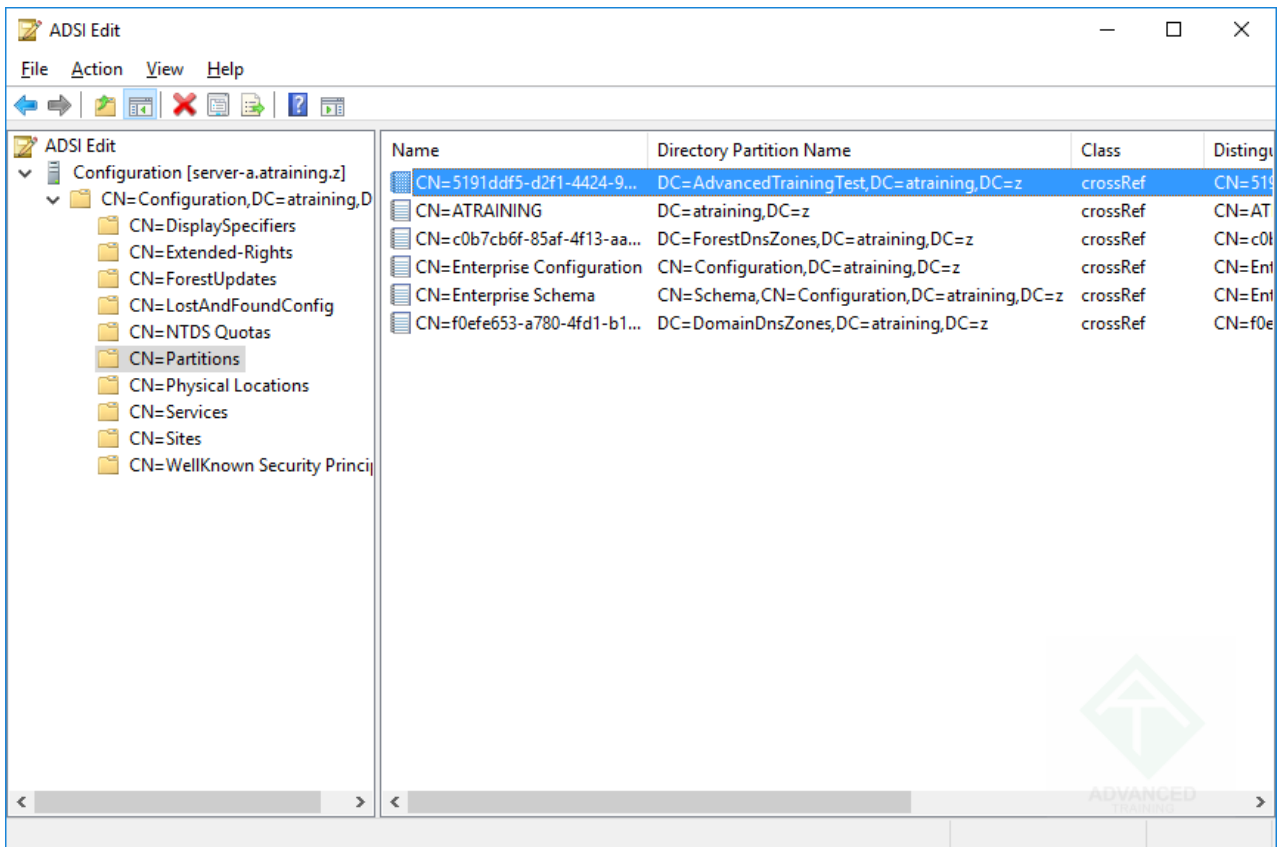 ADSI Edit
File Action View Help
ADSI Edit
Configuration [server-a.atraining.z]
CN=Configuration,DC=atraining,D
CN=DisplaySpecifiers
CN=Extended-Rights
CN=ForestUpdates
CN=LostAndFoundConfig
CN=NTDS Quotas
CN=Partitions
CN=Physical Locations
CN=Services
CN=Sites
CN=WellKnown Security Princip
Name Directory Partition Name Class Distingu
CN=5191ddf5-d2f1-4424-9... DC=AdvancedTrainingTest,DC=atraining,DC=z crossRef CN=519
CN=ATRAINING DC=atraining,DC=z crossRef CN=AT
CN=c0b7cb6f-85af-4f13-aa... DC=ForestDnsZones,DC=atraining,DC=z crossRef CN=c0b
CN=Enterprise Configuration CN=Configuration,DC=atraining,DC=z crossRef CN=Ent
CN=Enterprise Schema CN=Schema,CN=Configuration,DC=atraining,DC=z crossRef CN=Ent
CN=f0efe653-a780-4fd1-b1... DC=DomainDnsZones,DC=atraining,DC=z crossRef CN=f0e
ADVANCED
TRAINING